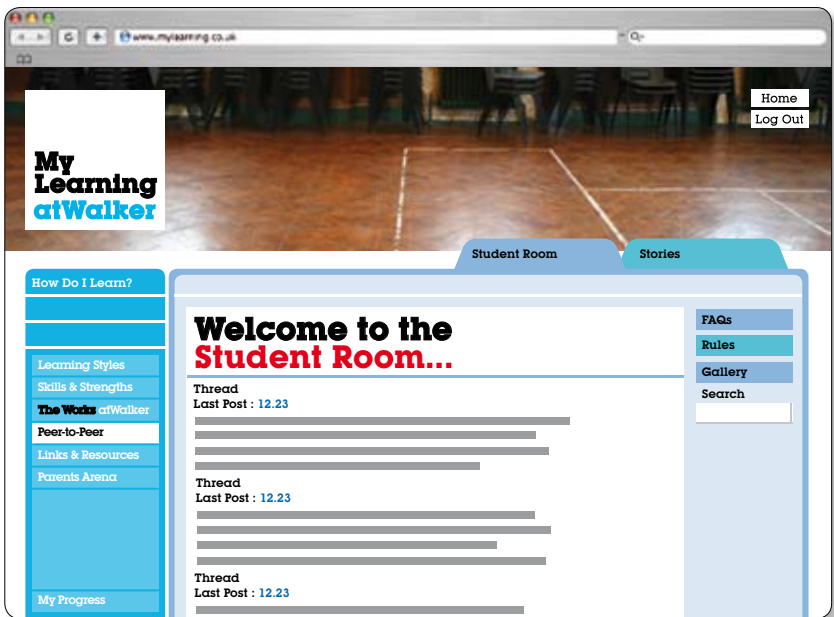 www.mylearning.co.uk
Home
Log Out
My
Learning
atWalker
Student Room
Stories
How Do I Learn?
Learning Styles
Skills & Strengths
The Works atWalker
Peer-to-Peer
Links & Resources
Parents Arena
My Progress
Welcome to the
Student Room...
Thread
Last Post : 12.23
Thread
Last Post : 12.23
Thread
Last Post : 12.23
FAQs
Rules
Gallery
Search